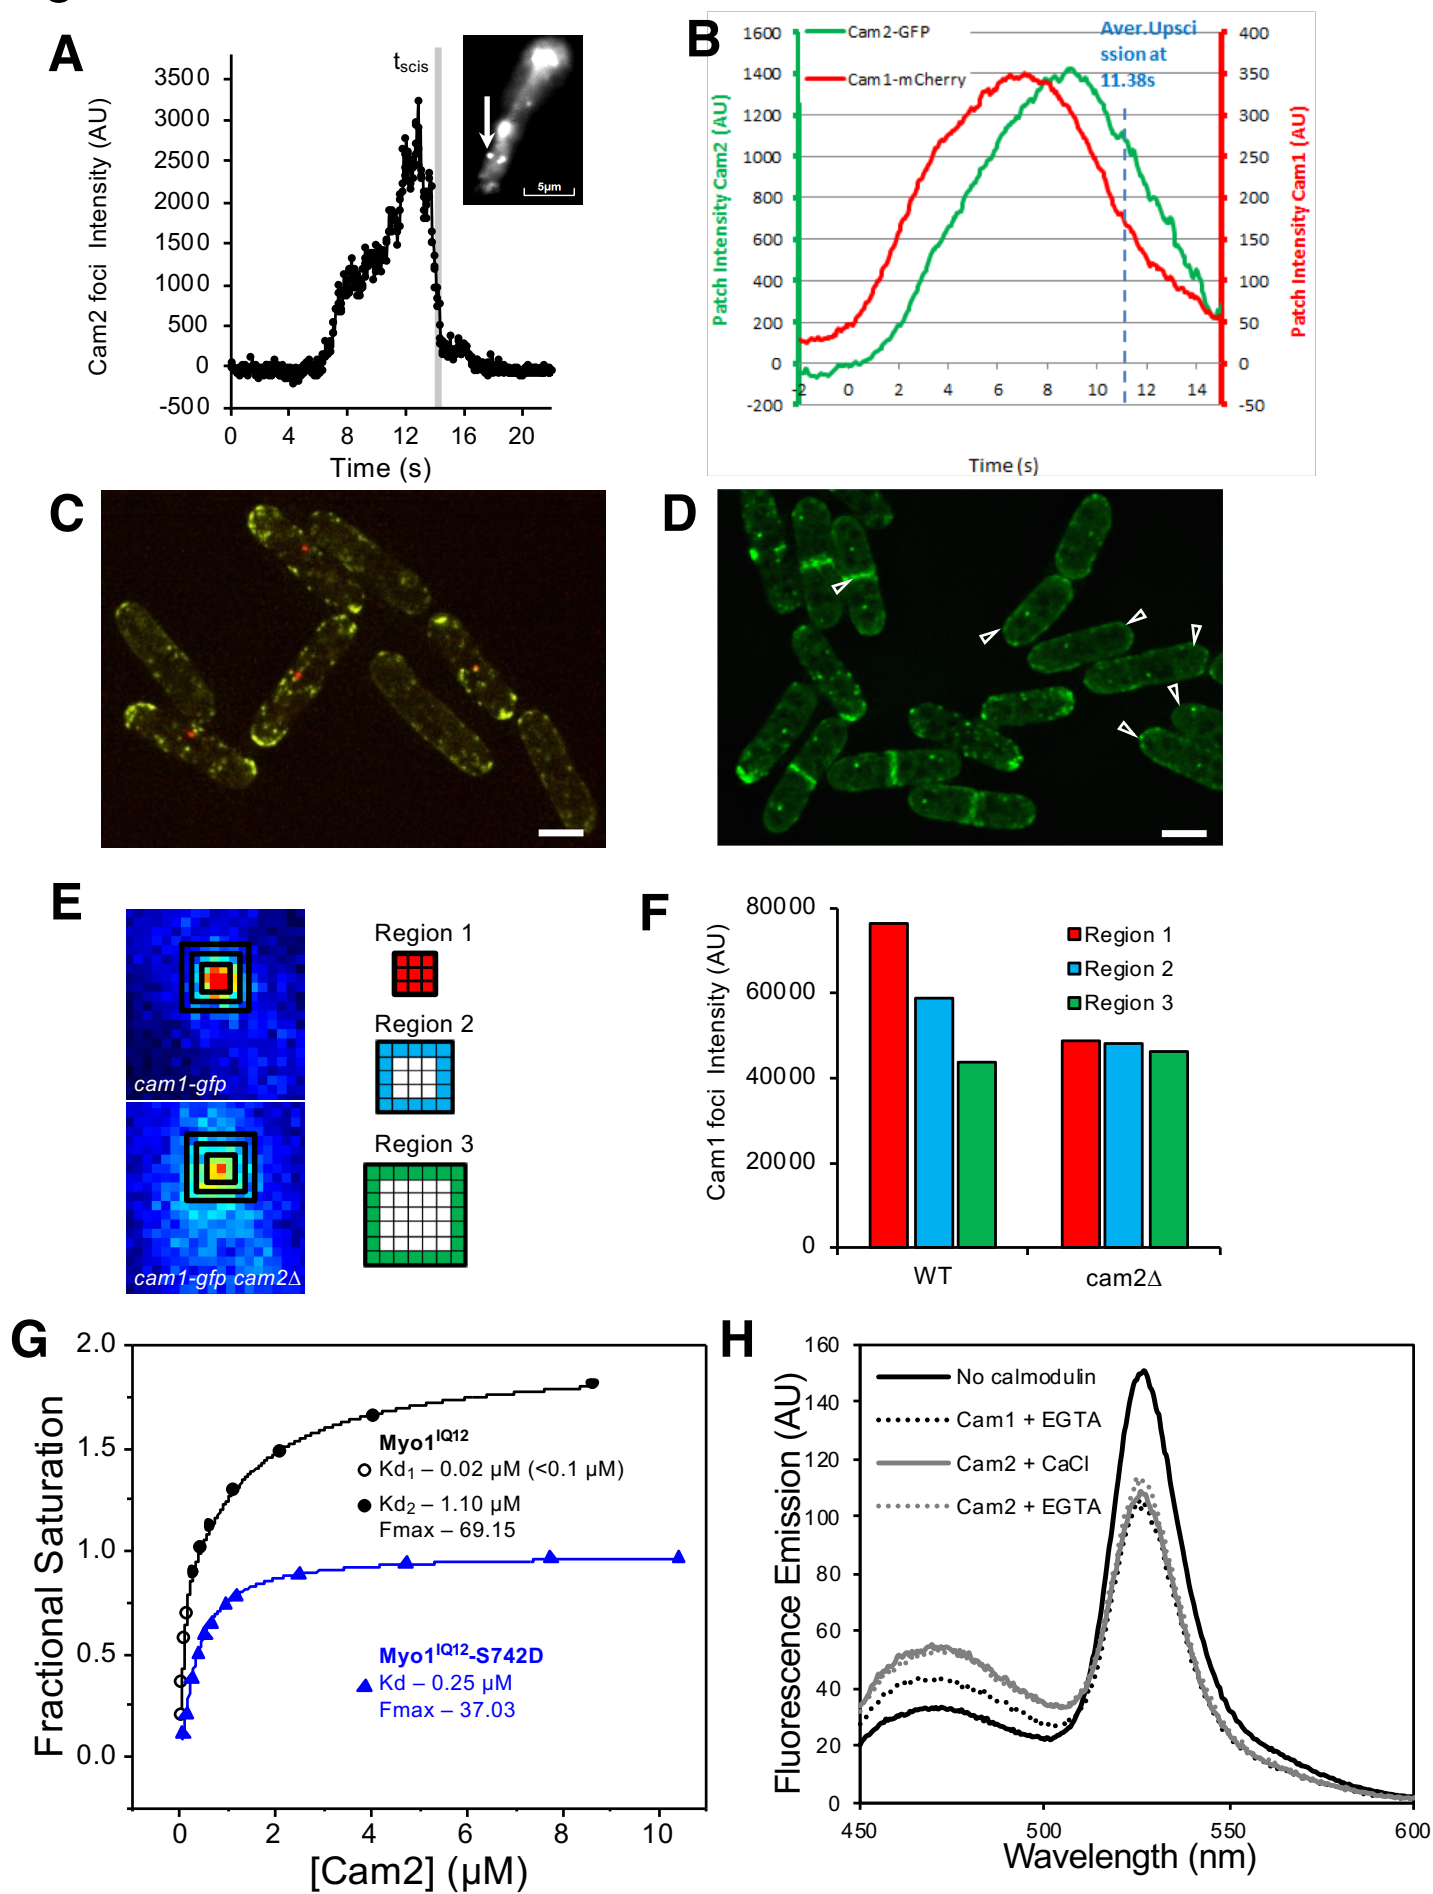 A
Cam2 foci Intensity (AU)
3500
3000
2500
2000
1500
1000
500
0
-500
0 4 8 12 16 20
Time (s)
tscis
5µm
B
Patch Intensity Cam2 (AU)
1600
1400
1200
1000
800
600
400
200
0
-200
Cam2-GFP
Cam1-mCherry
Aver.Upsci
ssion at
11.38s
-2 0 2 4 6 8 10 12 14
Time (s)
400
350
300
250
200
150
100
50
0
-50
Patch Intensity Cam1 (AU)
C
D
E
cam1-gfp
cam1-gfp cam2Δ
Region 1
Region 2
Region 3
F
Cam1 foci Intensity (AU)
80000
60000
40000
20000
0
Region 1
Region 2
Region 3
WT cam2Δ
G
Fractional Saturation
2.0
1.5
1.0
0.5
0.0
Myo1IQ12
Kd1 – 0.02 µM (<0.1 µM)
Kd2 – 1.10 µM
Fmax – 69.15
Myo1IQ12-S742D
Kd – 0.25 µM
Fmax – 37.03
0 2 4 6 8 10
[Cam2] (µM)
H
Fluorescence Emission (AU)
160
140
120
100
80
60
40
20
0
No calmodulin
Cam1 + EGTA
Cam2 + CaCl
Cam2 + EGTA
450 500 550 600
Wavelength (nm)